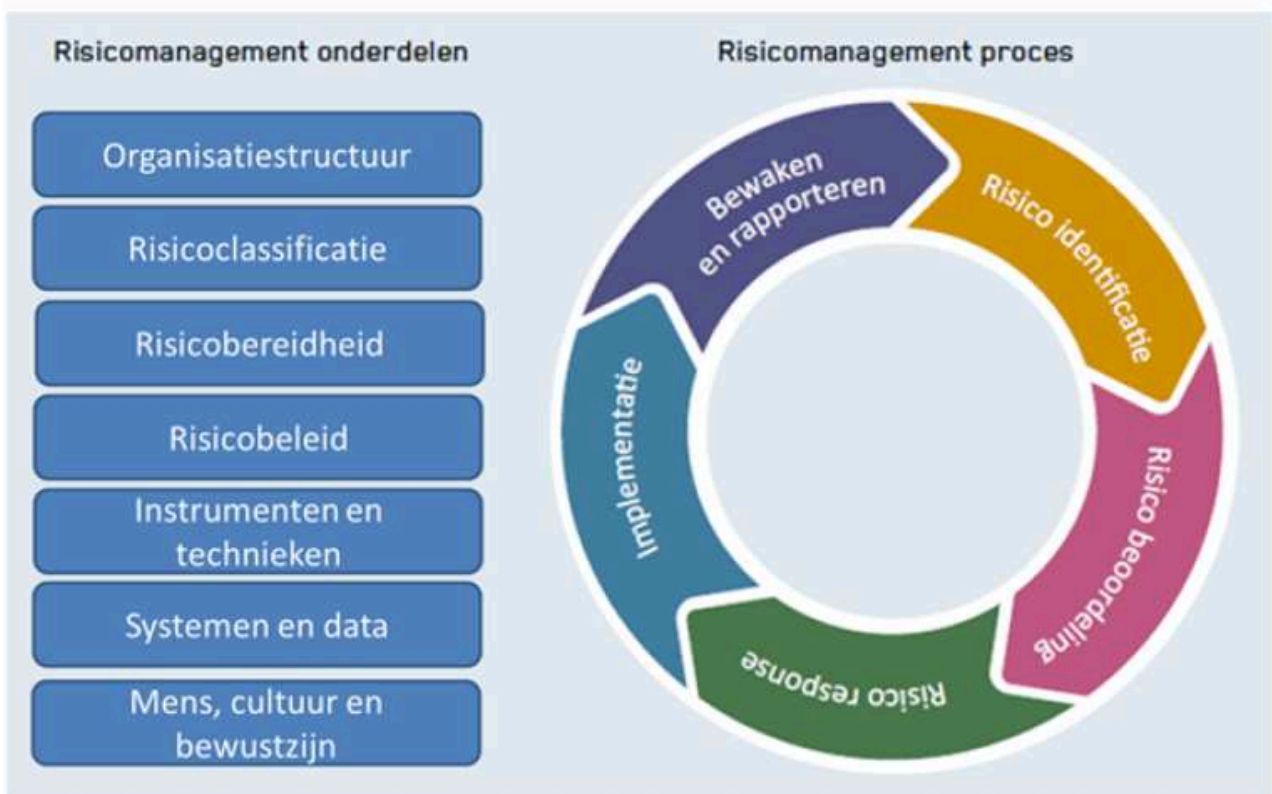 Risicomanagement onderdelen
Organisatiestructuur
Risicoclassificatie
Risicobereidheid
Risicobeleid
Instrumenten en
technieken
Systemen en data
Mens, cultuur en
bewustzijn
Risicomanagement proces
Risico identificatie
Risico beoordeling
Risico response
Implementatie
Bewaken
en rapporteren